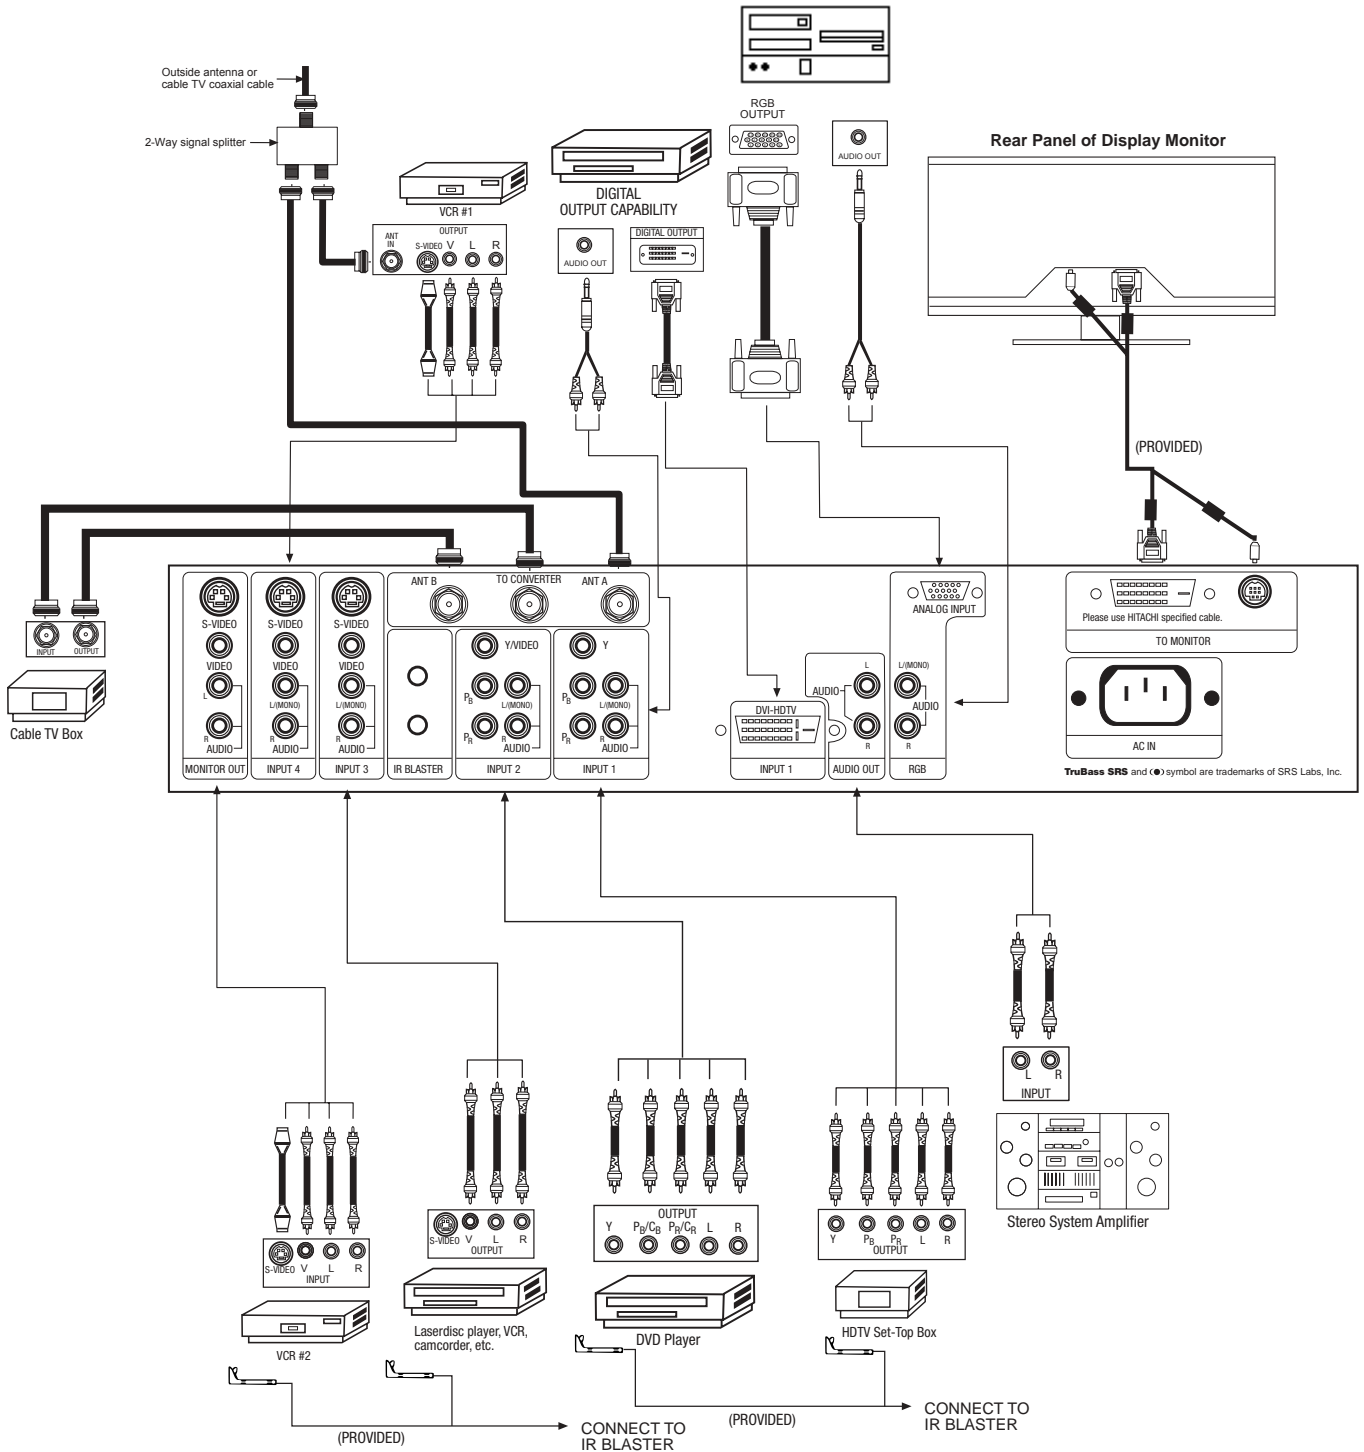 Outside antenna or
cable TV coaxial cable
2-Way signal splitter
VCR #1
ANT
IN
OUTPUT
S-VIDEO V L R
DIGITAL
OUTPUT CAPABILITY
AUDIO OUT
DIGITAL OUTPUT
RGB
OUTPUT
AUDIO OUT
Rear Panel of Display Monitor
(PROVIDED)
INPUT OUTPUT
Cable TV Box
ANT B
TO CONVERTER
ANT A
S-VIDEO
VIDEO
L
R
AUDIO
MONITOR OUT
S-VIDEO
VIDEO
L/(MONO)
R
AUDIO
INPUT 4
S-VIDEO
VIDEO
L/(MONO)
R
AUDIO
INPUT 3
IR BLASTER
Y/VIDEO
PB
L/(MONO)
PR
R
AUDIO
INPUT 2
Y
PB
L/(MONO)
PR
R
AUDIO
INPUT 1
DVI-HDTV
INPUT 1
L
AUDIO
R
AUDIO OUT
ANALOG INPUT
L/(MONO)
AUDIO
R
RGB
Please use HITACHI specified cable.
TO MONITOR
AC IN
TruBass SRS and (●) symbol are trademarks of SRS Labs, Inc.
S-VIDEO V L R
INPUT
VCR #2
S-VIDEO V L R
OUTPUT
Laserdisc player, VCR,
camcorder, etc.
OUTPUT
Y PB/CB PR/CR L R
DVD Player
Y PB PR L R
OUTPUT
HDTV Set-Top Box
L R
INPUT
Stereo System Amplifier
(PROVIDED)
CONNECT TO
IR BLASTER
(PROVIDED)
CONNECT TO
IR BLASTER